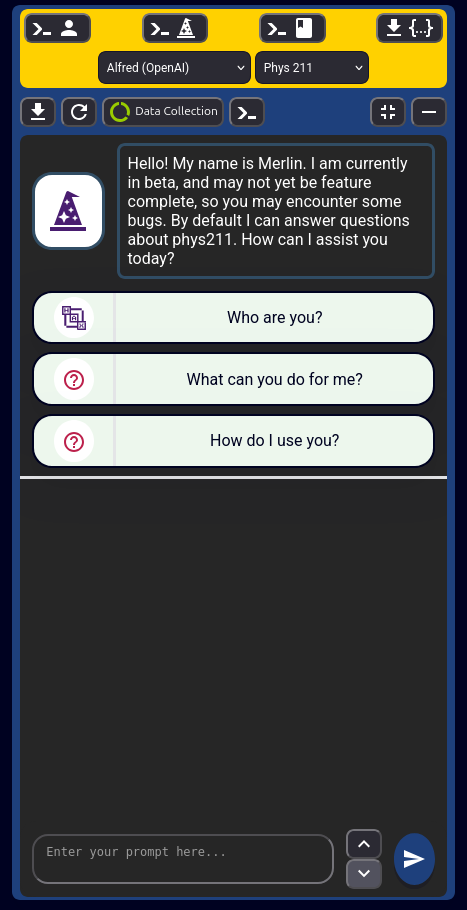 Alfred (OpenAI)
Phys 211
Data Collection
Hello! My name is Merlin. I am currently
in beta, and may not yet be feature
complete, so you may encounter some
bugs. By default I can answer questions
about phys211. How can I assist you
today?
Who are you?
What can you do for me?
How do I use you?
Enter your prompt here...